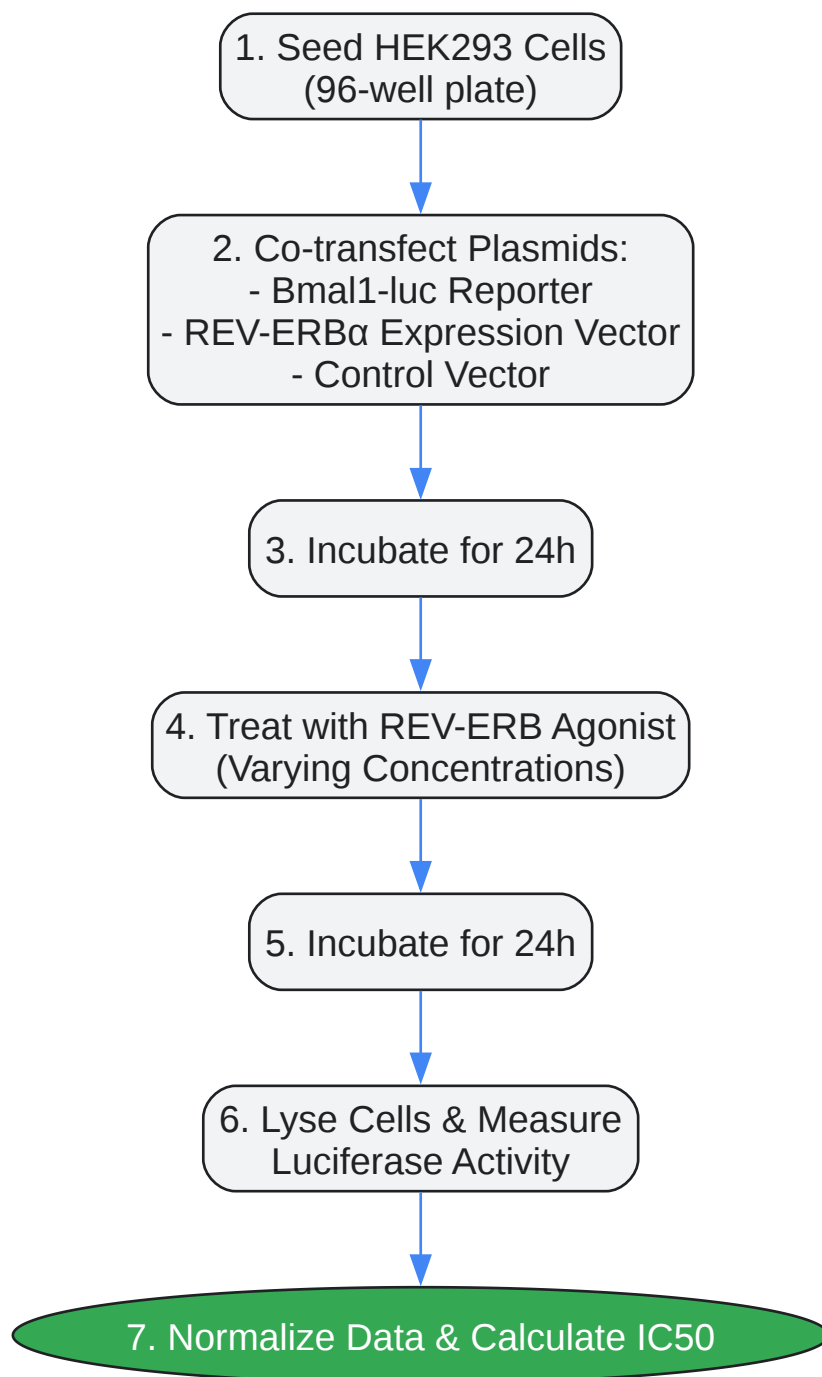 1. Seed HEK293 Cells
(96-well plate)
2. Co-transfect Plasmids:
- Bmal1-luc Reporter
- REV-ERBα Expression Vector
- Control Vector
3. Incubate for 24h
4. Treat with REV-ERB Agonist
(Varying Concentrations)
5. Incubate for 24h
6. Lyse Cells & Measure
Luciferase Activity
7. Normalize Data & Calculate IC50